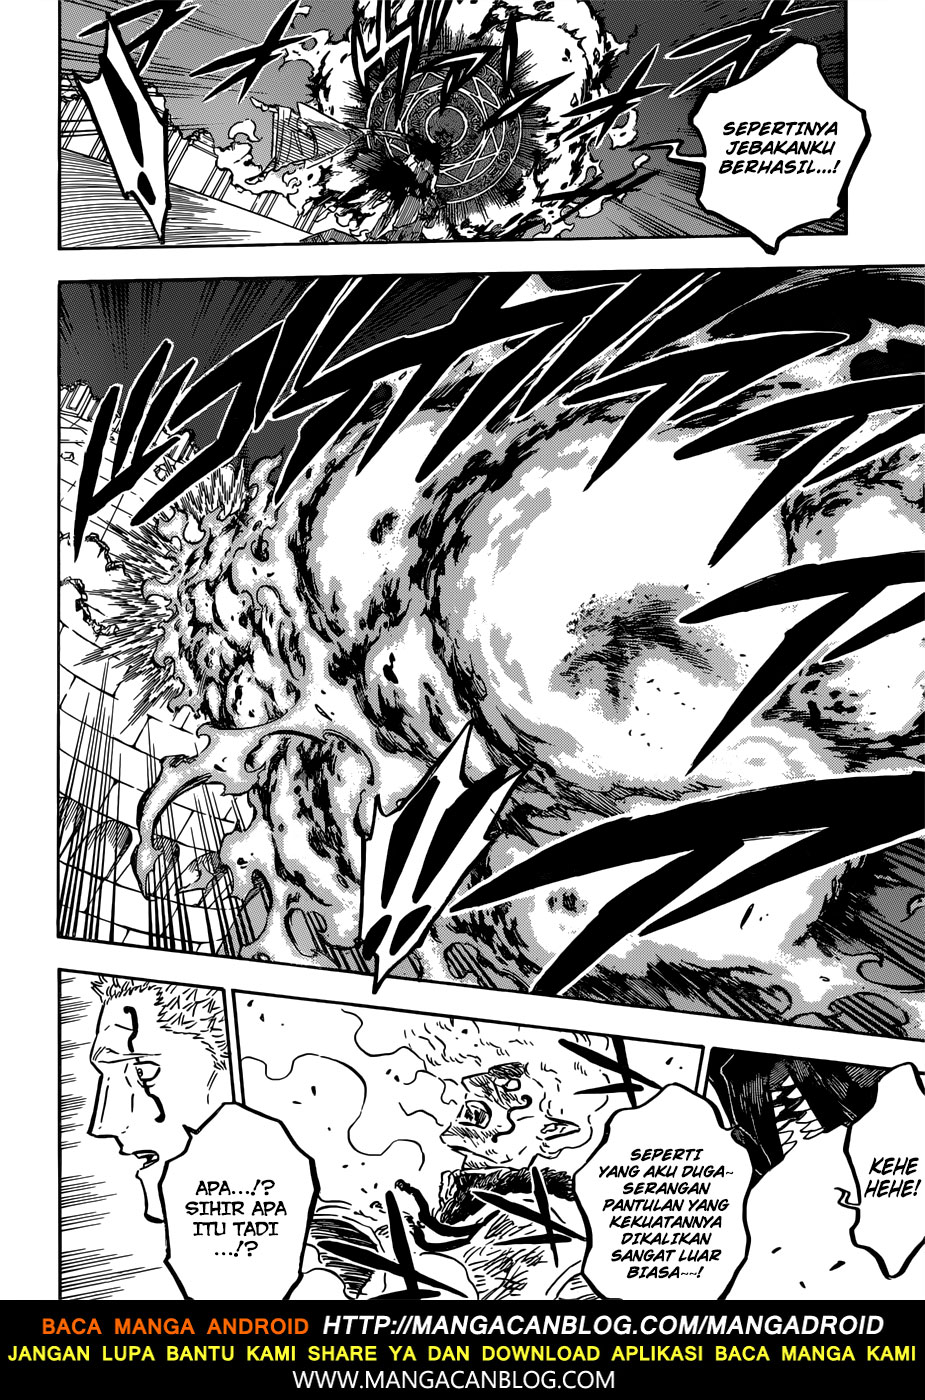 SEPERTINYA
JEBAKANKU
BERHASIL...!
KEHE
HEHE!
SEPERTI
YANG AKU DUGA~
SERANGAN
PANTULAN YANG
KEKUATANNYA
DIKALIKAN
SANGAT LUAR
BIASA~~!
APA...!?
SIHIR APA
ITU TADI
...!?
BACA MANGA ANDROID HTTP://MANGACANBLOG.COM/MANGADROID
JANGAN LUPA BANTU KAMI SHARE YA DAN DOWNLOAD APLIKASI BACA MANGA KAMI
WWW.MANGACANBLOG.COM